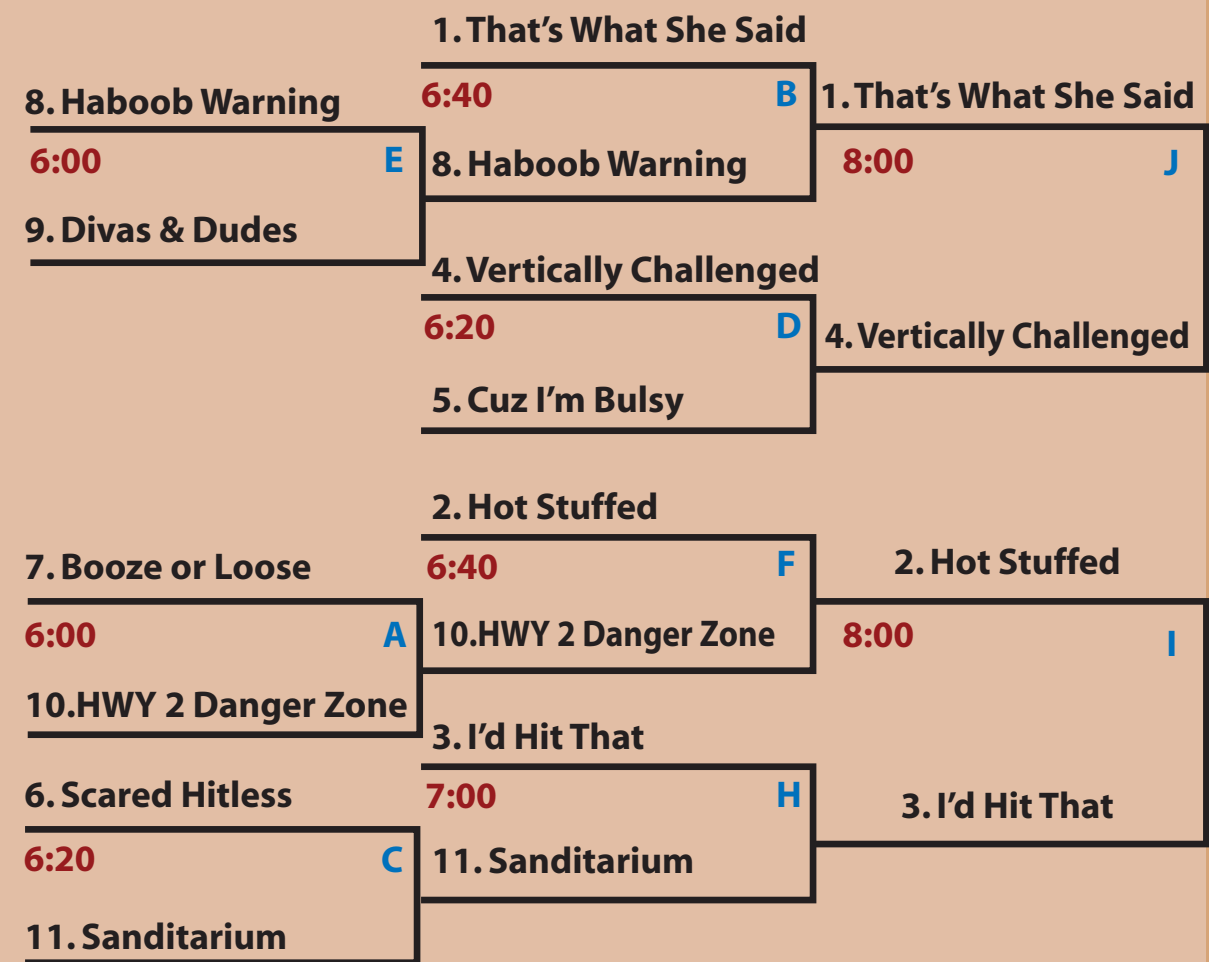 1. That's What She Said
8. Haboob Warning
6:40 B
1. That's What She Said
6:00 E
8. Haboob Warning
8:00 J
9. Divas & Dudes
4. Vertically Challenged
6:20 D
4. Vertically Challenged
5. Cuz I'm Bulsy
2. Hot Stuffed
7. Booze or Loose
6:40 F
2. Hot Stuffed
6:00 A
10.HWY 2 Danger Zone
8:00 I
10.HWY 2 Danger Zone
3. I'd Hit That
6. Scared Hitless
7:00 H
3. I'd Hit That
6:20 C
11. Sanditarium
11. Sanditarium